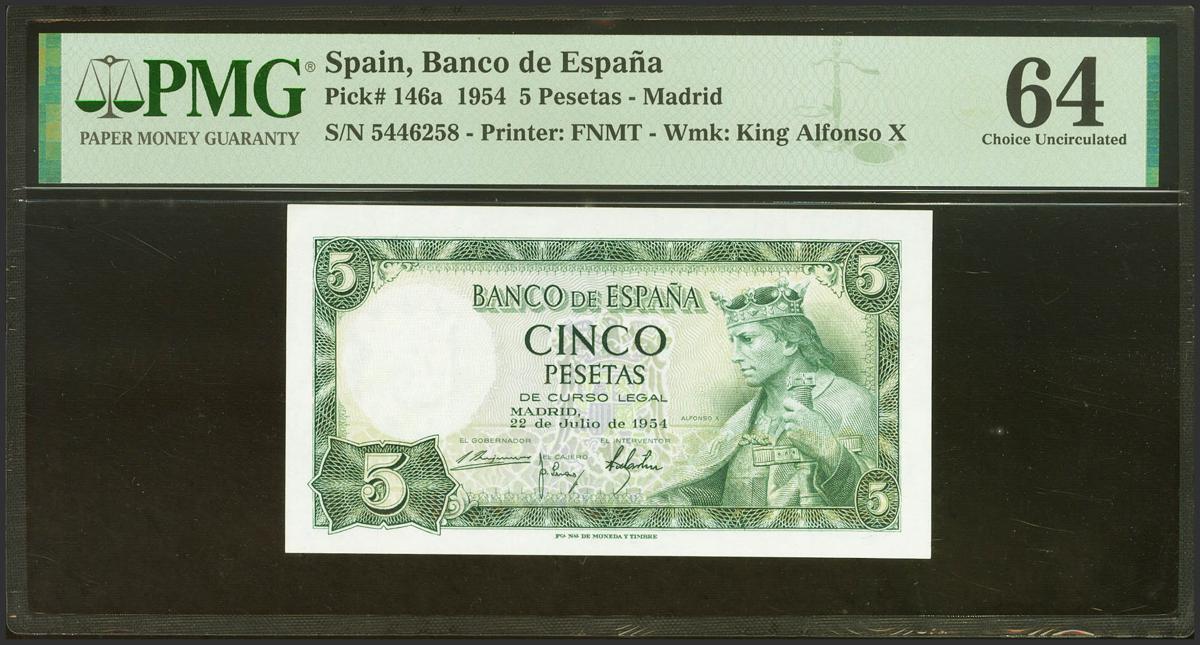 PMG®
PAPER MONEY GUARANTY
Spain, Banco de España
Pick# 146a 1954 5 Pesetas - Madrid
S/N 5446258 - Printer: FNMT - Wmk: King Alfonso X
64
Choice Uncirculated
5
5
BANCO DE ESPAÑA
CINCO
PESETAS
DE CURSO LEGAL
MADRID,
22 de Julio de 1954
ALFONSO X
EL GOBERNADOR
EL INTERVENTOR
EL CAJERO
5
5
Fca. Nal. DE MONEDA Y TIMBRE